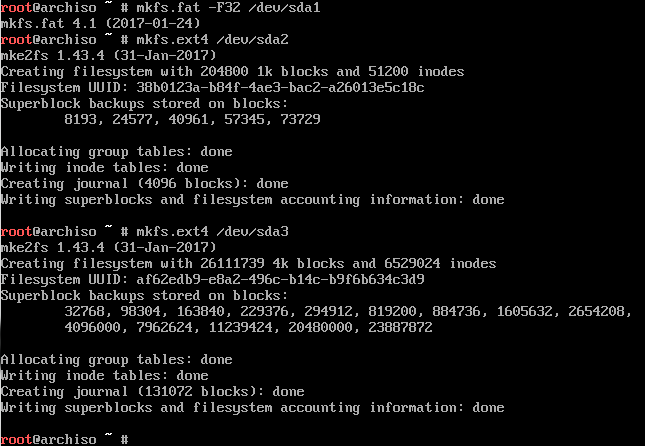 root@archiso ~ # mkfs.fat -F32 /dev/sda1
mkfs.fat 4.1 (2017-01-24)
root@archiso ~ # mkfs.ext4 /dev/sda2
mke2fs 1.43.4 (31-Jan-2017)
Creating filesystem with 204800 1k blocks and 51200 inodes
Filesystem UUID: 38b0123a-b84f-4ae3-bac2-a26013e5c18c
Superblock backups stored on blocks:
8193, 24577, 40961, 57345, 73729
Allocating group tables: done
Writing inode tables: done
Creating journal (4096 blocks): done
Writing superblocks and filesystem accounting information: done
root@archiso ~ # mkfs.ext4 /dev/sda3
mke2fs 1.43.4 (31-Jan-2017)
Creating filesystem with 26111739 4k blocks and 6529024 inodes
Filesystem UUID: af62edb9-e8a2-496c-b14c-b9f6b634c3d9
Superblock backups stored on blocks:
32768, 98304, 163840, 229376, 294912, 819200, 884736, 1605632, 2654208,
4096000, 7962624, 11239424, 20480000, 23887872
Allocating group tables: done
Writing inode tables: done
Creating journal (131072 blocks): done
Writing superblocks and filesystem accounting information: done
root@archiso ~ #